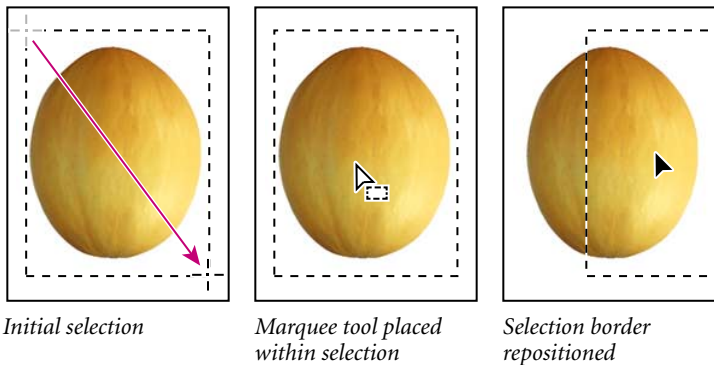 Initial selection
Marquee tool placed
within selection
Selection border
repositioned